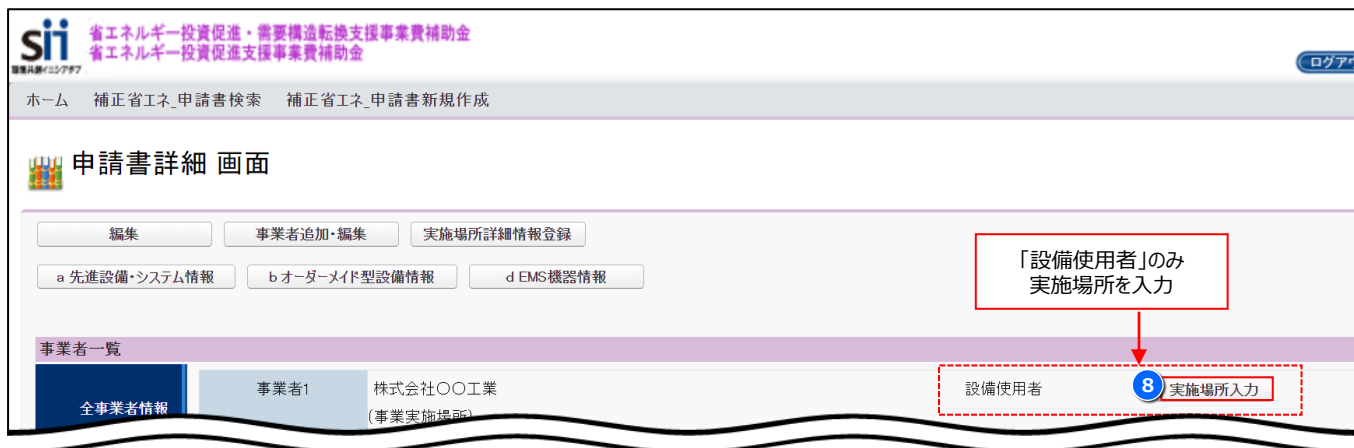 省エネルギー投資促進・需要構造転換支援事業費補助金
sii 省エネルギー投資促進支援事業費補助金
環境共創イニシアチブ
ホーム 補正省エネ_申請書検索 補正省エネ_申請書新規作成
申請書詳細 画面
編集 事業者追加・編集 実施場所詳細情報登録
a 先進設備・システム情報 b オーダーメイド型設備情報 d EMS機器情報
「設備使用者」のみ
実施場所を入力
事業者一覧
全事業者情報 事業者1 株式会社〇〇工業 設備使用者 8 実施場所入力
(事業実施場所)